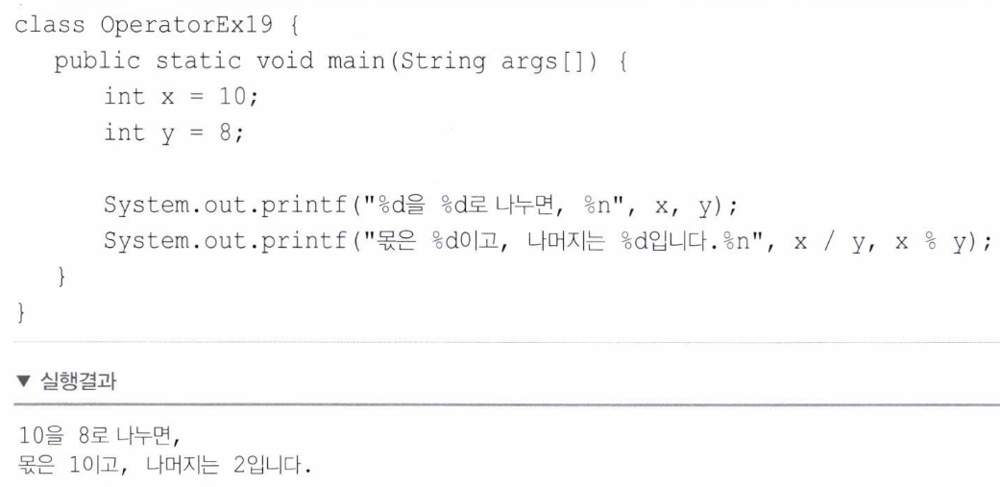 class OperatorEx19 {
public static void main(String args[]) {
int x = 10;
int y = 8;
System.out.printf("%d을 %d로 나누면, %n", x, y);
System.out.printf("몫은 %d이고, 나머지는 %d입니다.%n", x / y, x % y);
}
}
▼ 실행결과
10을 8로 나누면,
몫은 1이고, 나머지는 2입니다.